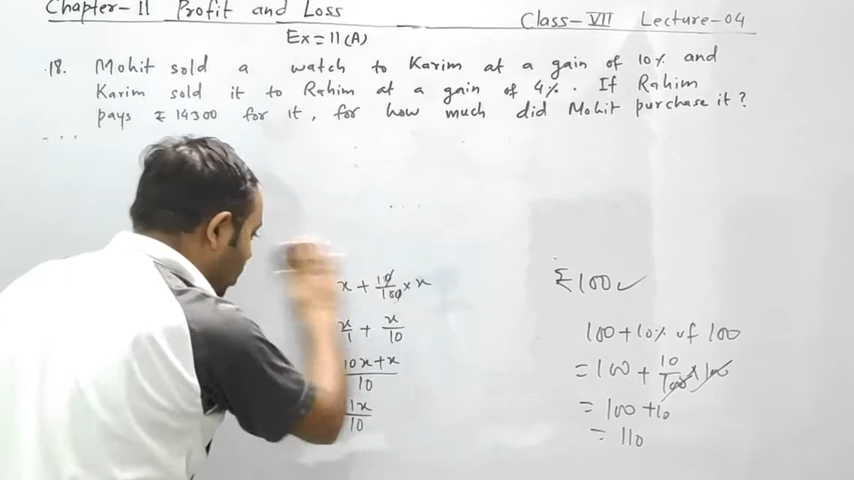 Chapter-11 Profit and Loss
Class-VII Lecture-04
Ex=11(A)
18. Mohit sold a watch to Karim at a gain of 10% and
Karim sold it to Rahim at a gain of 4%. If Rahim
pays ₹ 14300 for it, for how much did Mohit purchase it?
x + 10/100 × x
x/1 + x/10
10x+x/10
1x/10
₹100✓
100+10% of 100
= 100 + 10/100 × 100
= 100 + 10
= 110